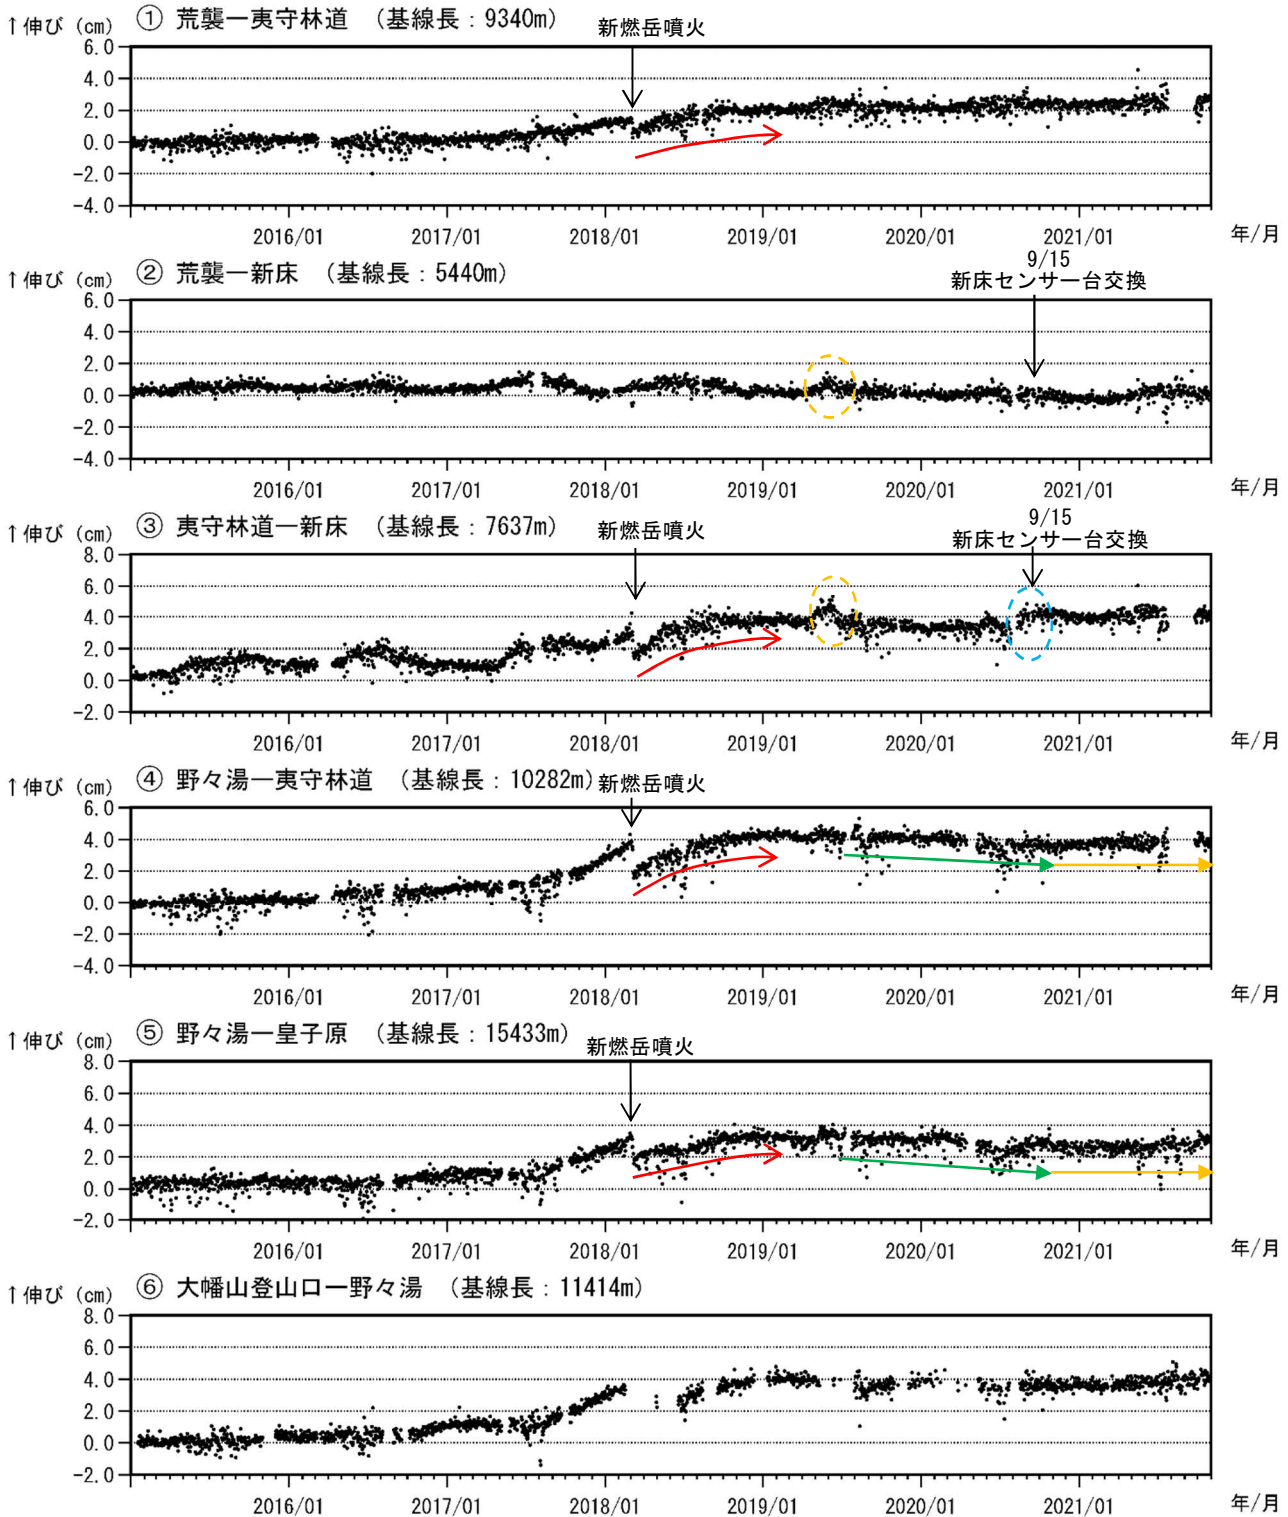 ① 荒襲ー夷守林道 （基線長：9340m）
新燃岳噴火
↑伸び (cm)
6.0
4.0
2.0
0.0
-2.0
-4.0
2016/01 2017/01 2018/01 2019/01 2020/01 2021/01 年/月
② 荒襲ー新床 （基線長：5440m）
9/15
新床センサー台交換
↑伸び (cm)
6.0
4.0
2.0
0.0
-2.0
-4.0
2016/01 2017/01 2018/01 2019/01 2020/01 2021/01 年/月
③ 夷守林道ー新床 （基線長：7637m）
新燃岳噴火
9/15
新床センサー台交換
↑伸び (cm)
8.0
6.0
4.0
2.0
0.0
-2.0
2016/01 2017/01 2018/01 2019/01 2020/01 2021/01 年/月
④ 野々湯ー夷守林道 （基線長：10282m）
新燃岳噴火
↑伸び (cm)
6.0
4.0
2.0
0.0
-2.0
-4.0
2016/01 2017/01 2018/01 2019/01 2020/01 2021/01 年/月
⑤ 野々湯ー皇子原 （基線長：15433m）
新燃岳噴火
↑伸び (cm)
8.0
6.0
4.0
2.0
0.0
-2.0
2016/01 2017/01 2018/01 2019/01 2020/01 2021/01 年/月
⑥ 大幡山登山口ー野々湯 （基線長：11414m）
↑伸び (cm)
8.0
6.0
4.0
2.0
0.0
-2.0
2016/01 2017/01 2018/01 2019/01 2020/01 2021/01 年/月